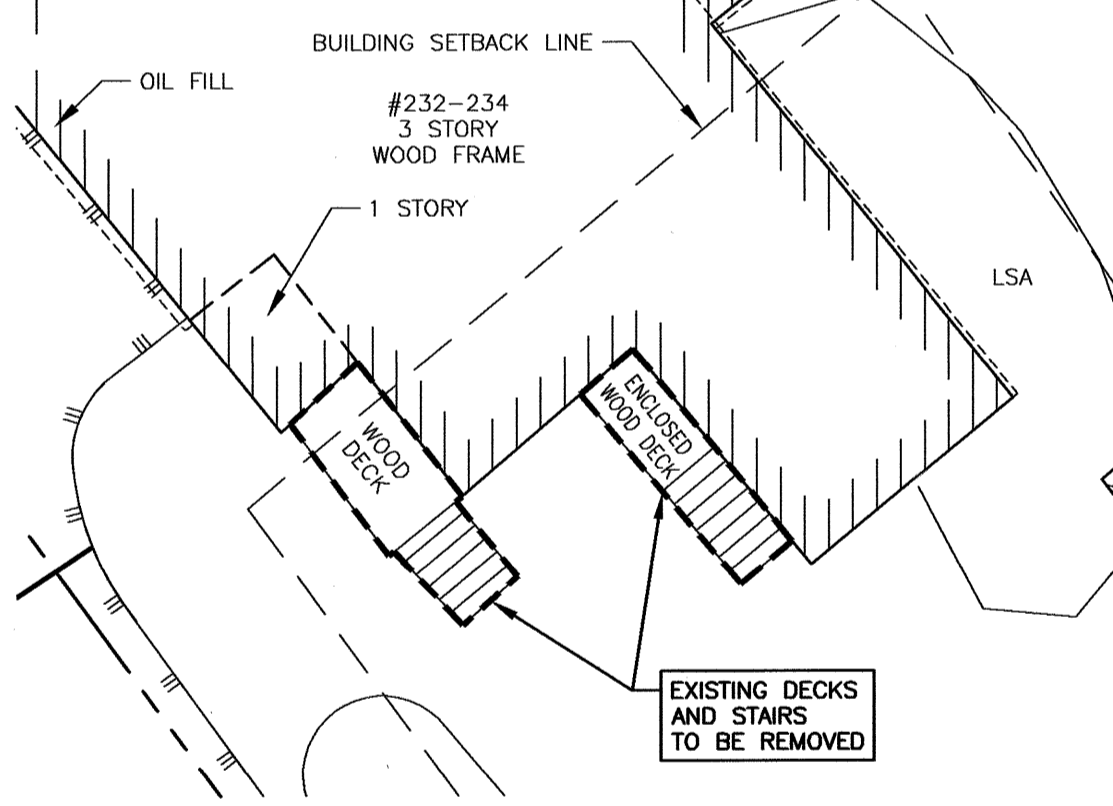 BUILDING SETBACK LINE
OIL FILL
#232-234
3 STORY
WOOD FRAME
1 STORY
LSA
ENCLOSED
WOOD DECK
WOOD
DECK
EXISTING DECKS
AND STAIRS
TO BE REMOVED